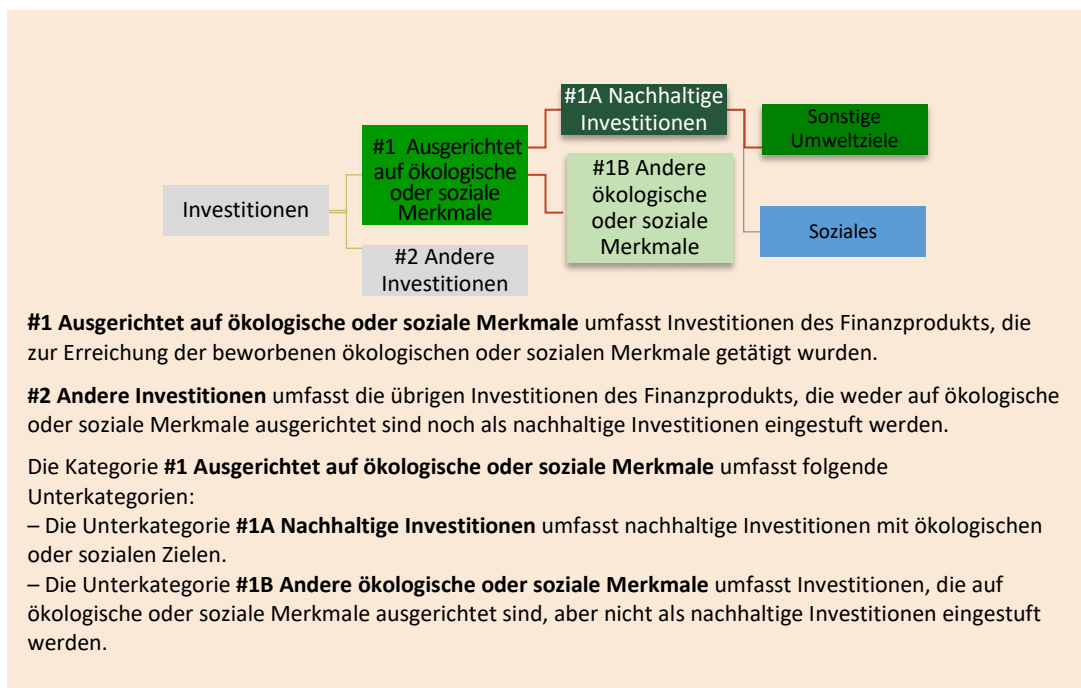 #1A Nachhaltige
Investitionen
Sonstige
Umweltziele
#1 Ausgerichtet
auf ökologische
oder soziale
Merkmale
#1B Andere
ökologische
oder soziale
Merkmale
Investitionen
Soziales
#2 Andere
Investitionen
#1 Ausgerichtet auf ökologische oder soziale Merkmale umfasst Investitionen des Finanzprodukts, die
zur Erreichung der beworbenen ökologischen oder sozialen Merkmale getätigt wurden.
#2 Andere Investitionen umfasst die übrigen Investitionen des Finanzprodukts, die weder auf ökologische
oder soziale Merkmale ausgerichtet sind noch als nachhaltige Investitionen eingestuft werden.
Die Kategorie #1 Ausgerichtet auf ökologische oder soziale Merkmale umfasst folgende
Unterkategorien:
– Die Unterkategorie #1A Nachhaltige Investitionen umfasst nachhaltige Investitionen mit ökologischen
oder sozialen Zielen.
– Die Unterkategorie #1B Andere ökologische oder soziale Merkmale umfasst Investitionen, die auf
ökologische oder soziale Merkmale ausgerichtet sind, aber nicht als nachhaltige Investitionen eingestuft
werden.